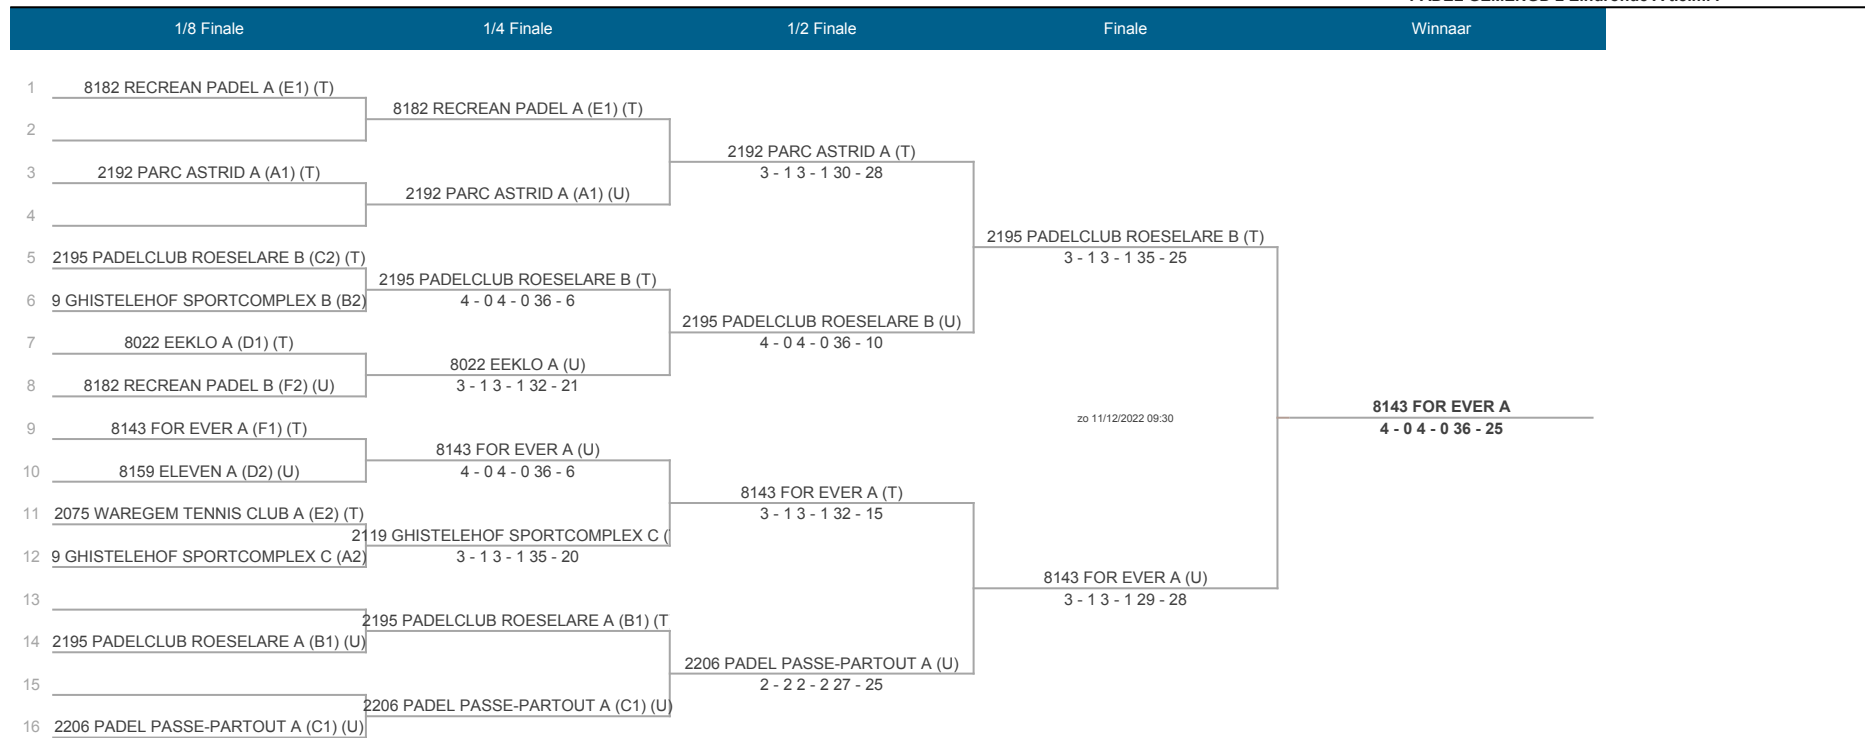 1/8 Finale 1/4 Finale 1/2 Finale Finale Winnaar
1 8182 RECREAN PADEL A (E1) (T)
8182 RECREAN PADEL A (E1) (T)
2
2192 PARC ASTRID A (T)
3 2192 PARC ASTRID A (A1) (T)
3 - 1 3 - 1 30 - 28
2192 PARC ASTRID A (A1) (U)
4
2195 PADELCLUB ROESELARE B (T)
5 2195 PADELCLUB ROESELARE B (C2) (T)
3 - 1 3 - 1 35 - 25
2195 PADELCLUB ROESELARE B (T)
6 9 GHISTELEHOF SPORTCOMPLEX B (B2)
4 - 0 4 - 0 36 - 6
2195 PADELCLUB ROESELARE B (U)
7 8022 EEKLO A (D1) (T)
4 - 0 4 - 0 36 - 10
8022 EEKLO A (U)
8 8182 RECREAN PADEL B (F2) (U)
3 - 1 3 - 1 32 - 21
8143 FOR EVER A
zo 11/12/2022 09:30
9 8143 FOR EVER A (F1) (T)
4 - 0 4 - 0 36 - 25
8143 FOR EVER A (U)
10 8159 ELEVEN A (D2) (U)
4 - 0 4 - 0 36 - 6
8143 FOR EVER A (T)
11 2075 WAREGEM TENNIS CLUB A (E2) (T)
3 - 1 3 - 1 32 - 15
2119 GHISTELEHOF SPORTCOMPLEX C (
12 9 GHISTELEHOF SPORTCOMPLEX C (A2)
3 - 1 3 - 1 35 - 20
8143 FOR EVER A (U)
13
3 - 1 3 - 1 29 - 28
2195 PADELCLUB ROESELARE A (B1) (T
14 2195 PADELCLUB ROESELARE A (B1) (U)
2206 PADEL PASSE-PARTOUT A (U)
15
2 - 2 2 - 2 27 - 25
2206 PADEL PASSE-PARTOUT A (C1) (U)
16 2206 PADEL PASSE-PARTOUT A (C1) (U)